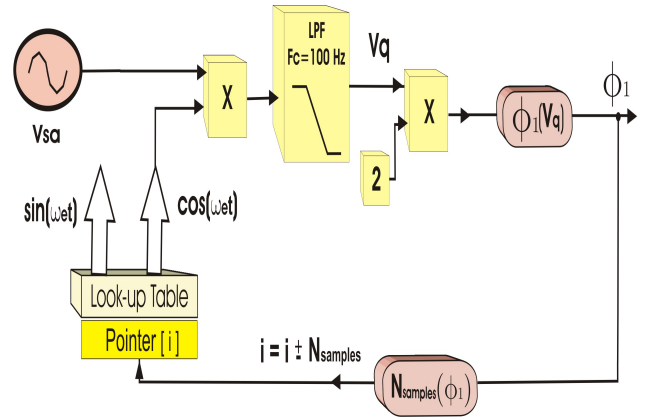 LPF
Fc=100 Hz
Vq
ϕ₁
X
X
ϕ₁(Vq)
Vsa
2
sin(ωet)
cos(ωet)
Look-up Table
Pointer [ i ]
i = i ± Nsamples
Nsamples(ϕ₁)